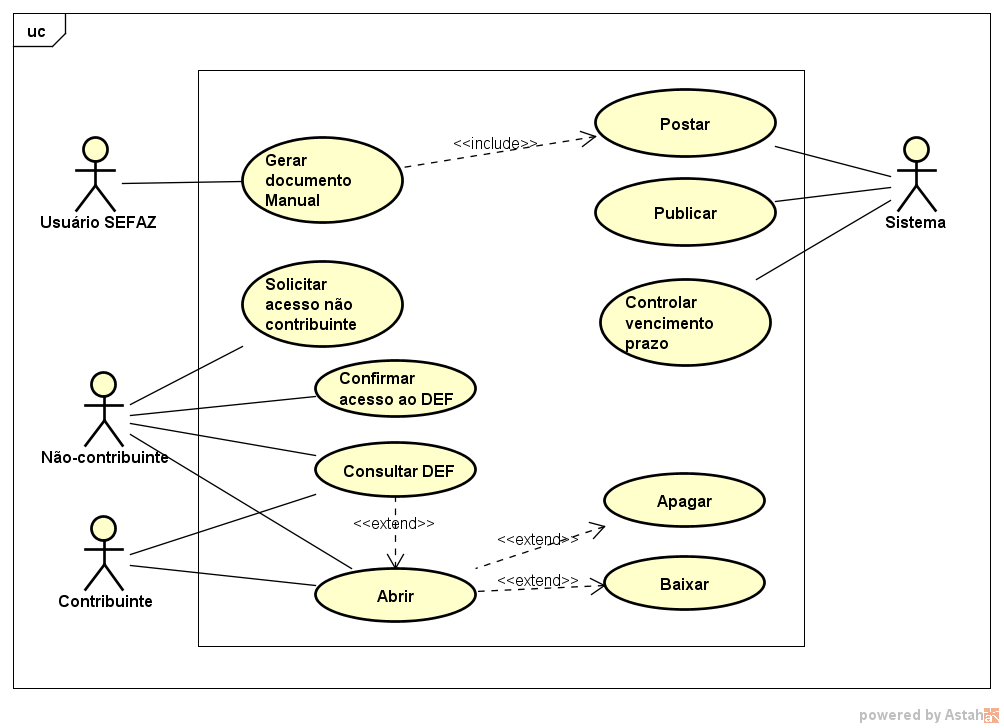 uc
Postar
<<include>>
Gerar
documento
Manual
Publicar
Usuário SEFAZ
Sistema
Solicitar
acesso não
contribuinte
Controlar
vencimento
prazo
Confirmar
acesso ao DEF
Não-contribuinte
Consultar DEF
<<extend>>
Apagar
<<extend>>
<<extend>>
Baixar
Contribuinte
Abrir
powered by Astah